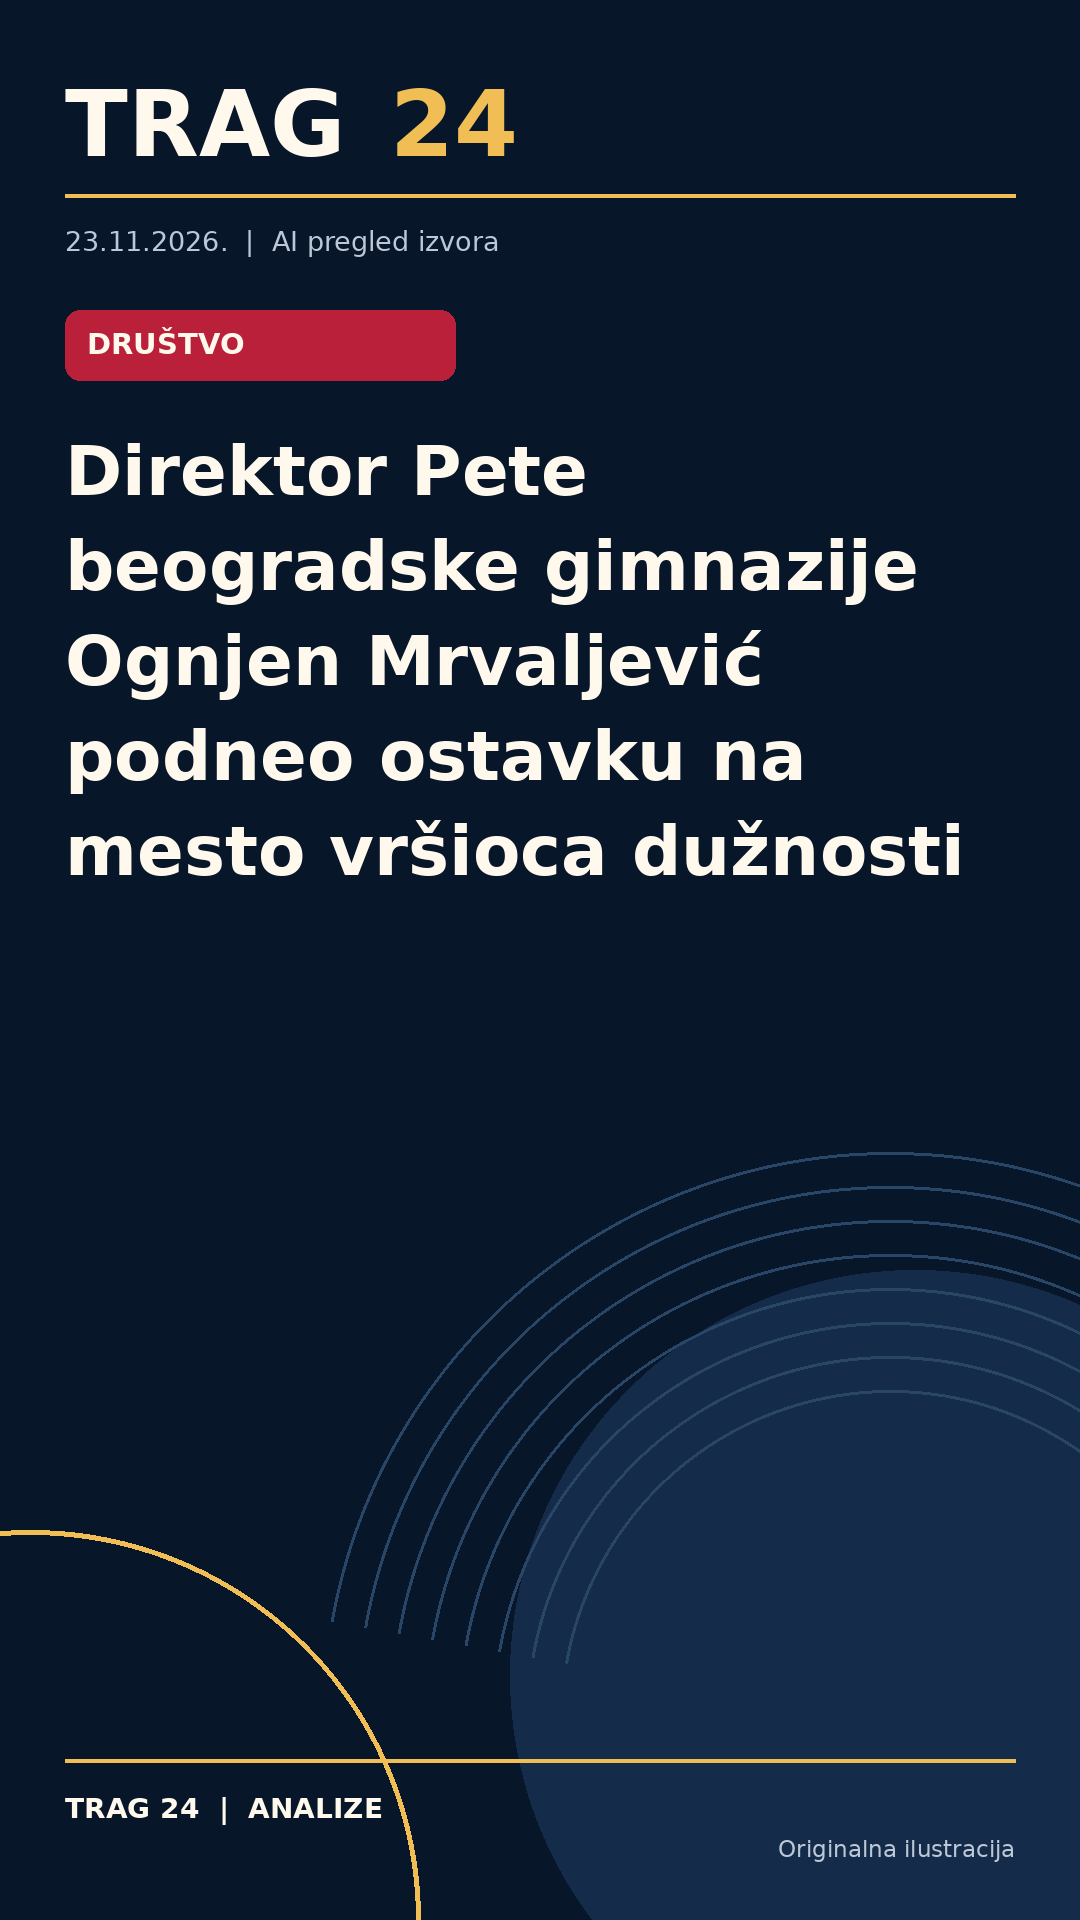 TRAG 24
23.11.2026. | AI pregled izvora
DRUŠTVO
Direktor Pete
beogradske gimnazije
Ognjen Mrvaljević
podneo ostavku na
mesto vršioca dužnosti
TRAG 24 | ANALIZE
Originalna ilustracija